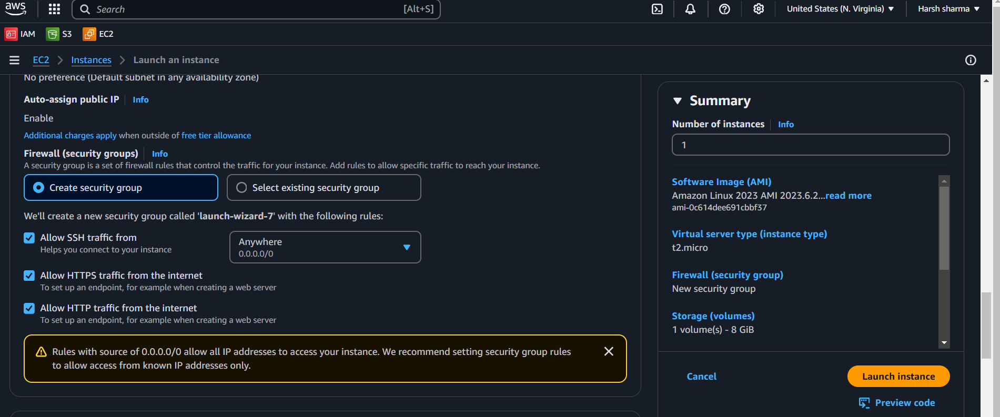 aws
Search
[Alt+S]
United States (N. Virginia)
Harsh sharma
IAM
S3
EC2
EC2
Instances
Launch an instance
No preference (Default subnet in any availability zone)
Auto-assign public IP
Info
Enable
Additional charges apply when outside of free tier allowance
Firewall (security groups)
Info
A security group is a set of firewall rules that control the traffic for your instance. Add rules to allow specific traffic to reach your instance.
Create security group
Select existing security group
We'll create a new security group called 'launch-wizard-7' with the following rules:
Allow SSH traffic from
Helps you connect to your instance
Anywhere
0.0.0.0/0
Allow HTTPS traffic from the internet
To set up an endpoint, for example when creating a web server
Allow HTTP traffic from the internet
To set up an endpoint, for example when creating a web server
Rules with source of 0.0.0.0/0 allow all IP addresses to access your instance. We recommend setting security group rules
to allow access from known IP addresses only.
Summary
Number of instances
Info
1
Software Image (AMI)
Amazon Linux 2023 AMI 2023.6.2...read more
ami-0c614dee691cbbf37
Virtual server type (instance type)
t2.micro
Firewall (security group)
New security group
Storage (volumes)
1 volume(s) - 8 GiB
Cancel
Launch instance
Preview code